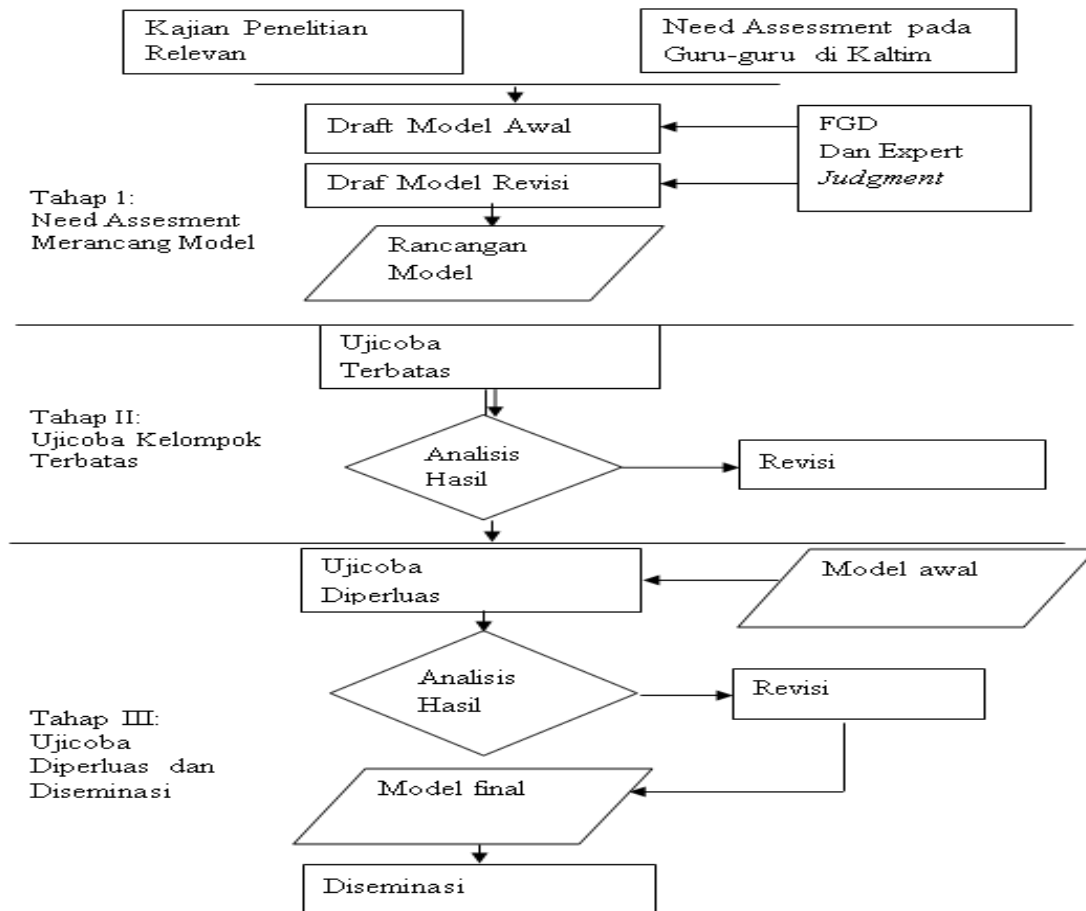 Kajian Penelitian
Relevan
Need Assessment pada
Guru-guru di Kaltim
Draft Model Awal
FGD
Dan Expert
Judgment
Draf Model Revisi
Tahap 1:
Need Assesment
Merancang Model
Rancangan
Model
Ujicoba
Terbatas
Tahap II:
Ujicoba Kelompok
Terbatas
Analisis
Hasil
Revisi
Ujicoba
Diperluas
Model awal
Analisis
Hasil
Revisi
Tahap III:
Ujicoba
Diperluas dan
Diseminasi
Model final
Diseminasi